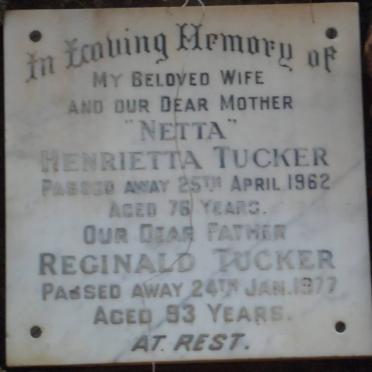 In Loving Memory of
My Beloved Wife
and our Dear Mother
"Netta"
Henrietta Tucker
Passed away 25th April 1962
Aged 76 Years.
Our Dear Father
Reginald Tucker
Passed away 24th Jan. 1977
Aged 93 Years.
At Rest.